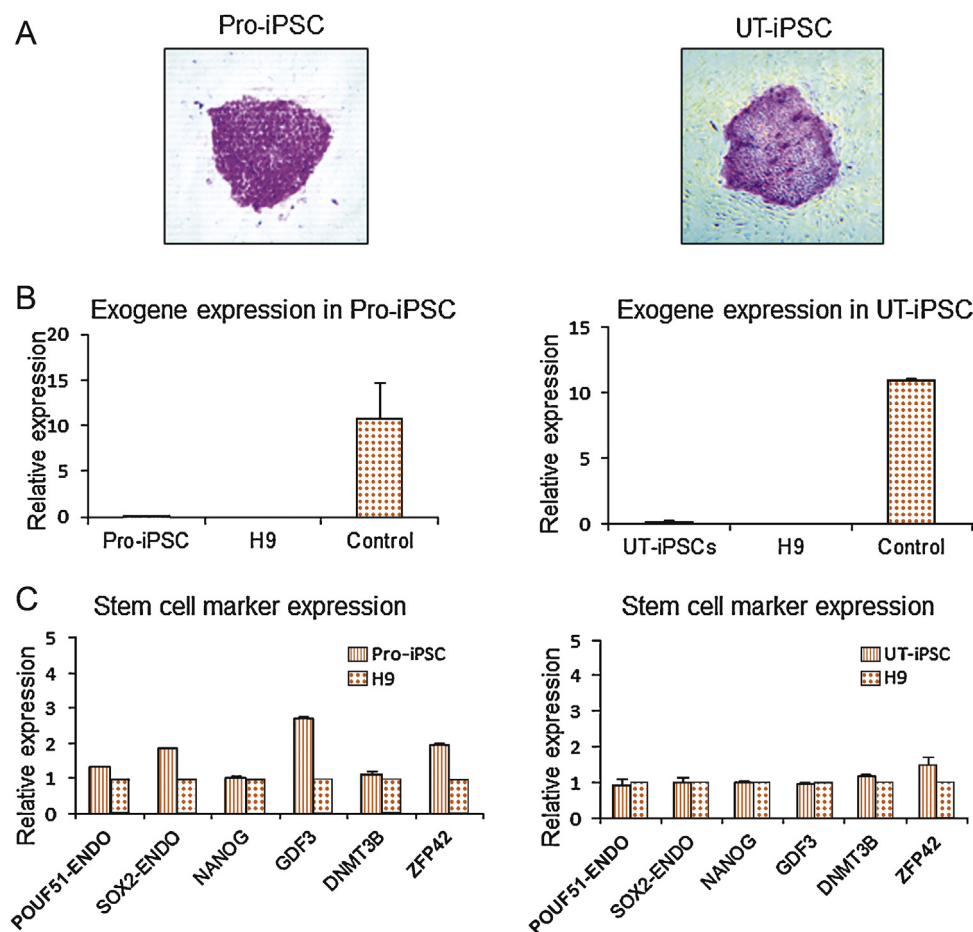 A
Pro-iPSC
UT-iPSC
B
Exogene expression in Pro-iPSC
Relative expression
20
15
10
5
0
Pro-iPSC H9 Control
Exogene expression in UT-iPSC
Relative expression
15
10
5
0
UT-iPSCs H9 Control
C
Stem cell marker expression
Relative expression
5
4
3
2
1
0
Pro-iPSC
H9
POUF51-ENDO
SOX2-ENDO
NANOG
GDF3
DNMT3B
ZFP42
Stem cell marker expression
Relative expression
5
4
3
2
1
0
UT-iPSC
H9
POUF51-ENDO
SOX2-ENDO
NANOG
GDF3
DNMT3B
ZFP42